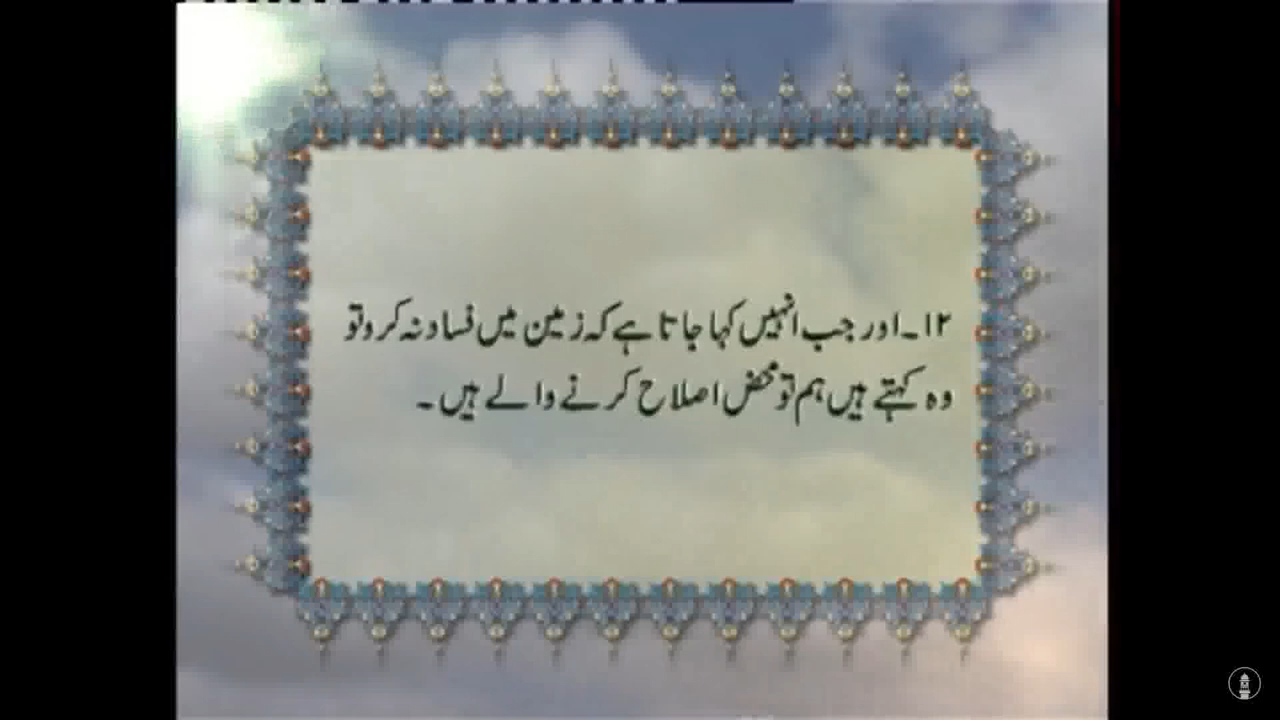 ۱۲۔اور جب انہیں کہا جاتا ہے کہ زمین میں فساد نہ کرو تو
وہ کہتے ہیں ہم تو محض اصلاح کرنے والے ہیں۔